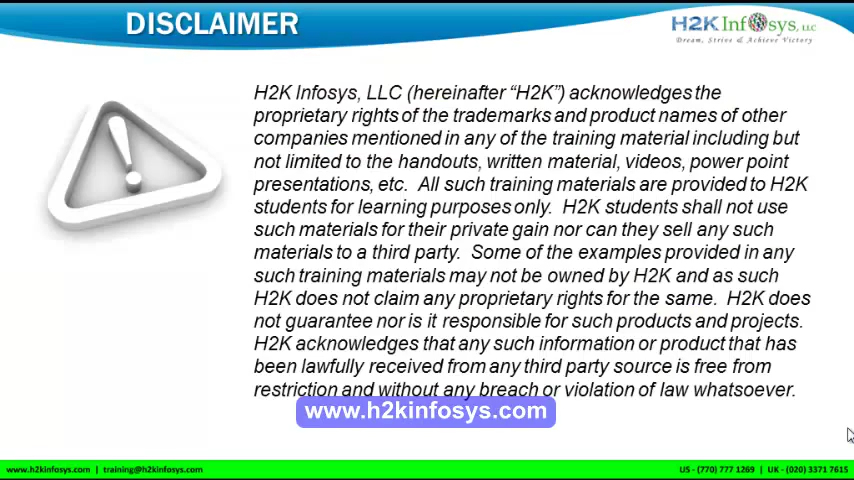 DISCLAIMER
H2K Infosys, LLC
Dream, Strive & Achieve Victory
H2K Infosys, LLC (hereinafter “H2K”) acknowledges the
proprietary rights of the trademarks and product names of other
companies mentioned in any of the training material including but
not limited to the handouts, written material, videos, power point
presentations, etc.  All such training materials are provided to H2K
students for learning purposes only.  H2K students shall not use
such materials for their private gain nor can they sell any such
materials to a third party.  Some of the examples provided in any
such training materials may not be owned by H2K and as such
H2K does not claim any proprietary rights for the same.  H2K does
not guarantee nor is it responsible for such products and projects.
H2K acknowledges that any such information or product that has
been lawfully received from any third party source is free from
restriction and without any breach or violation of law whatsoever.
www.h2kinfosys.com
www.h2kinfosys.com | training@h2kinfosys.com
US - (770) 777 1269 | UK - (020) 3371 7615